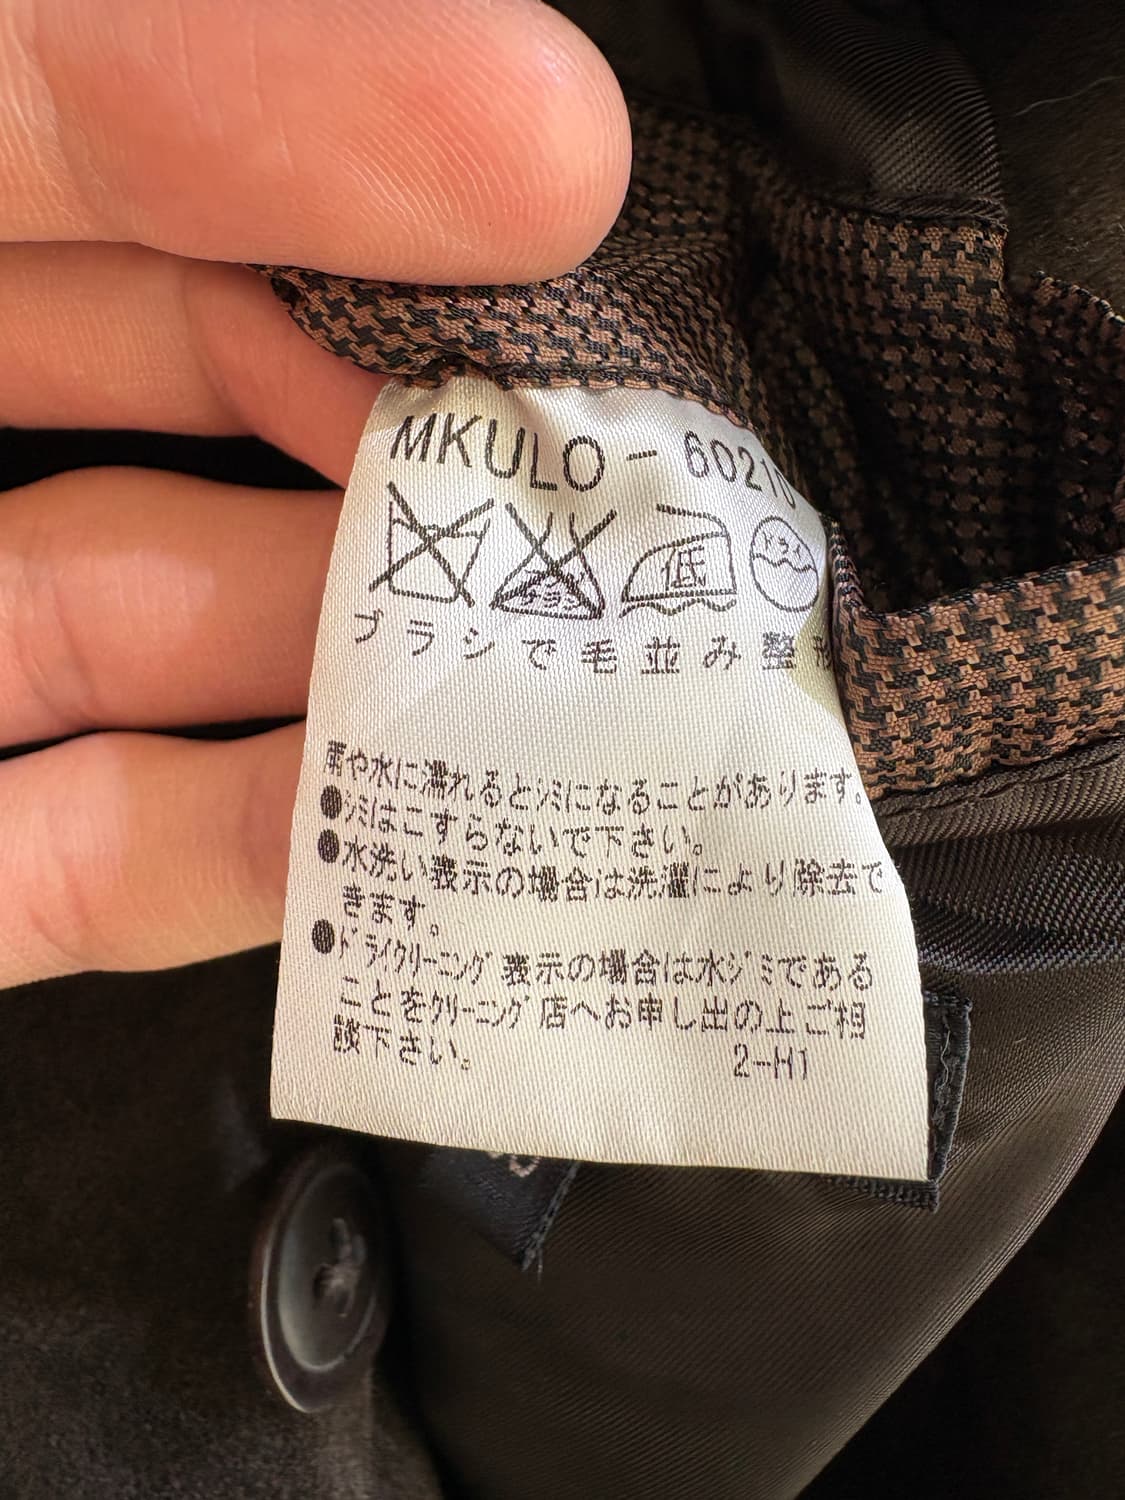 MKULO - 60210
低 ドライ
ブラシで毛並み整
雨や水に濡れるとシミになることがあります。
●シミはこすらないで下さい。
●水洗い表示の場合は洗濯により除去で
きます。
●ドライクリーニング表示の場合は水ジミである
ことをクリーニング店へお申し出の上ご相
談下さい。
2-H1